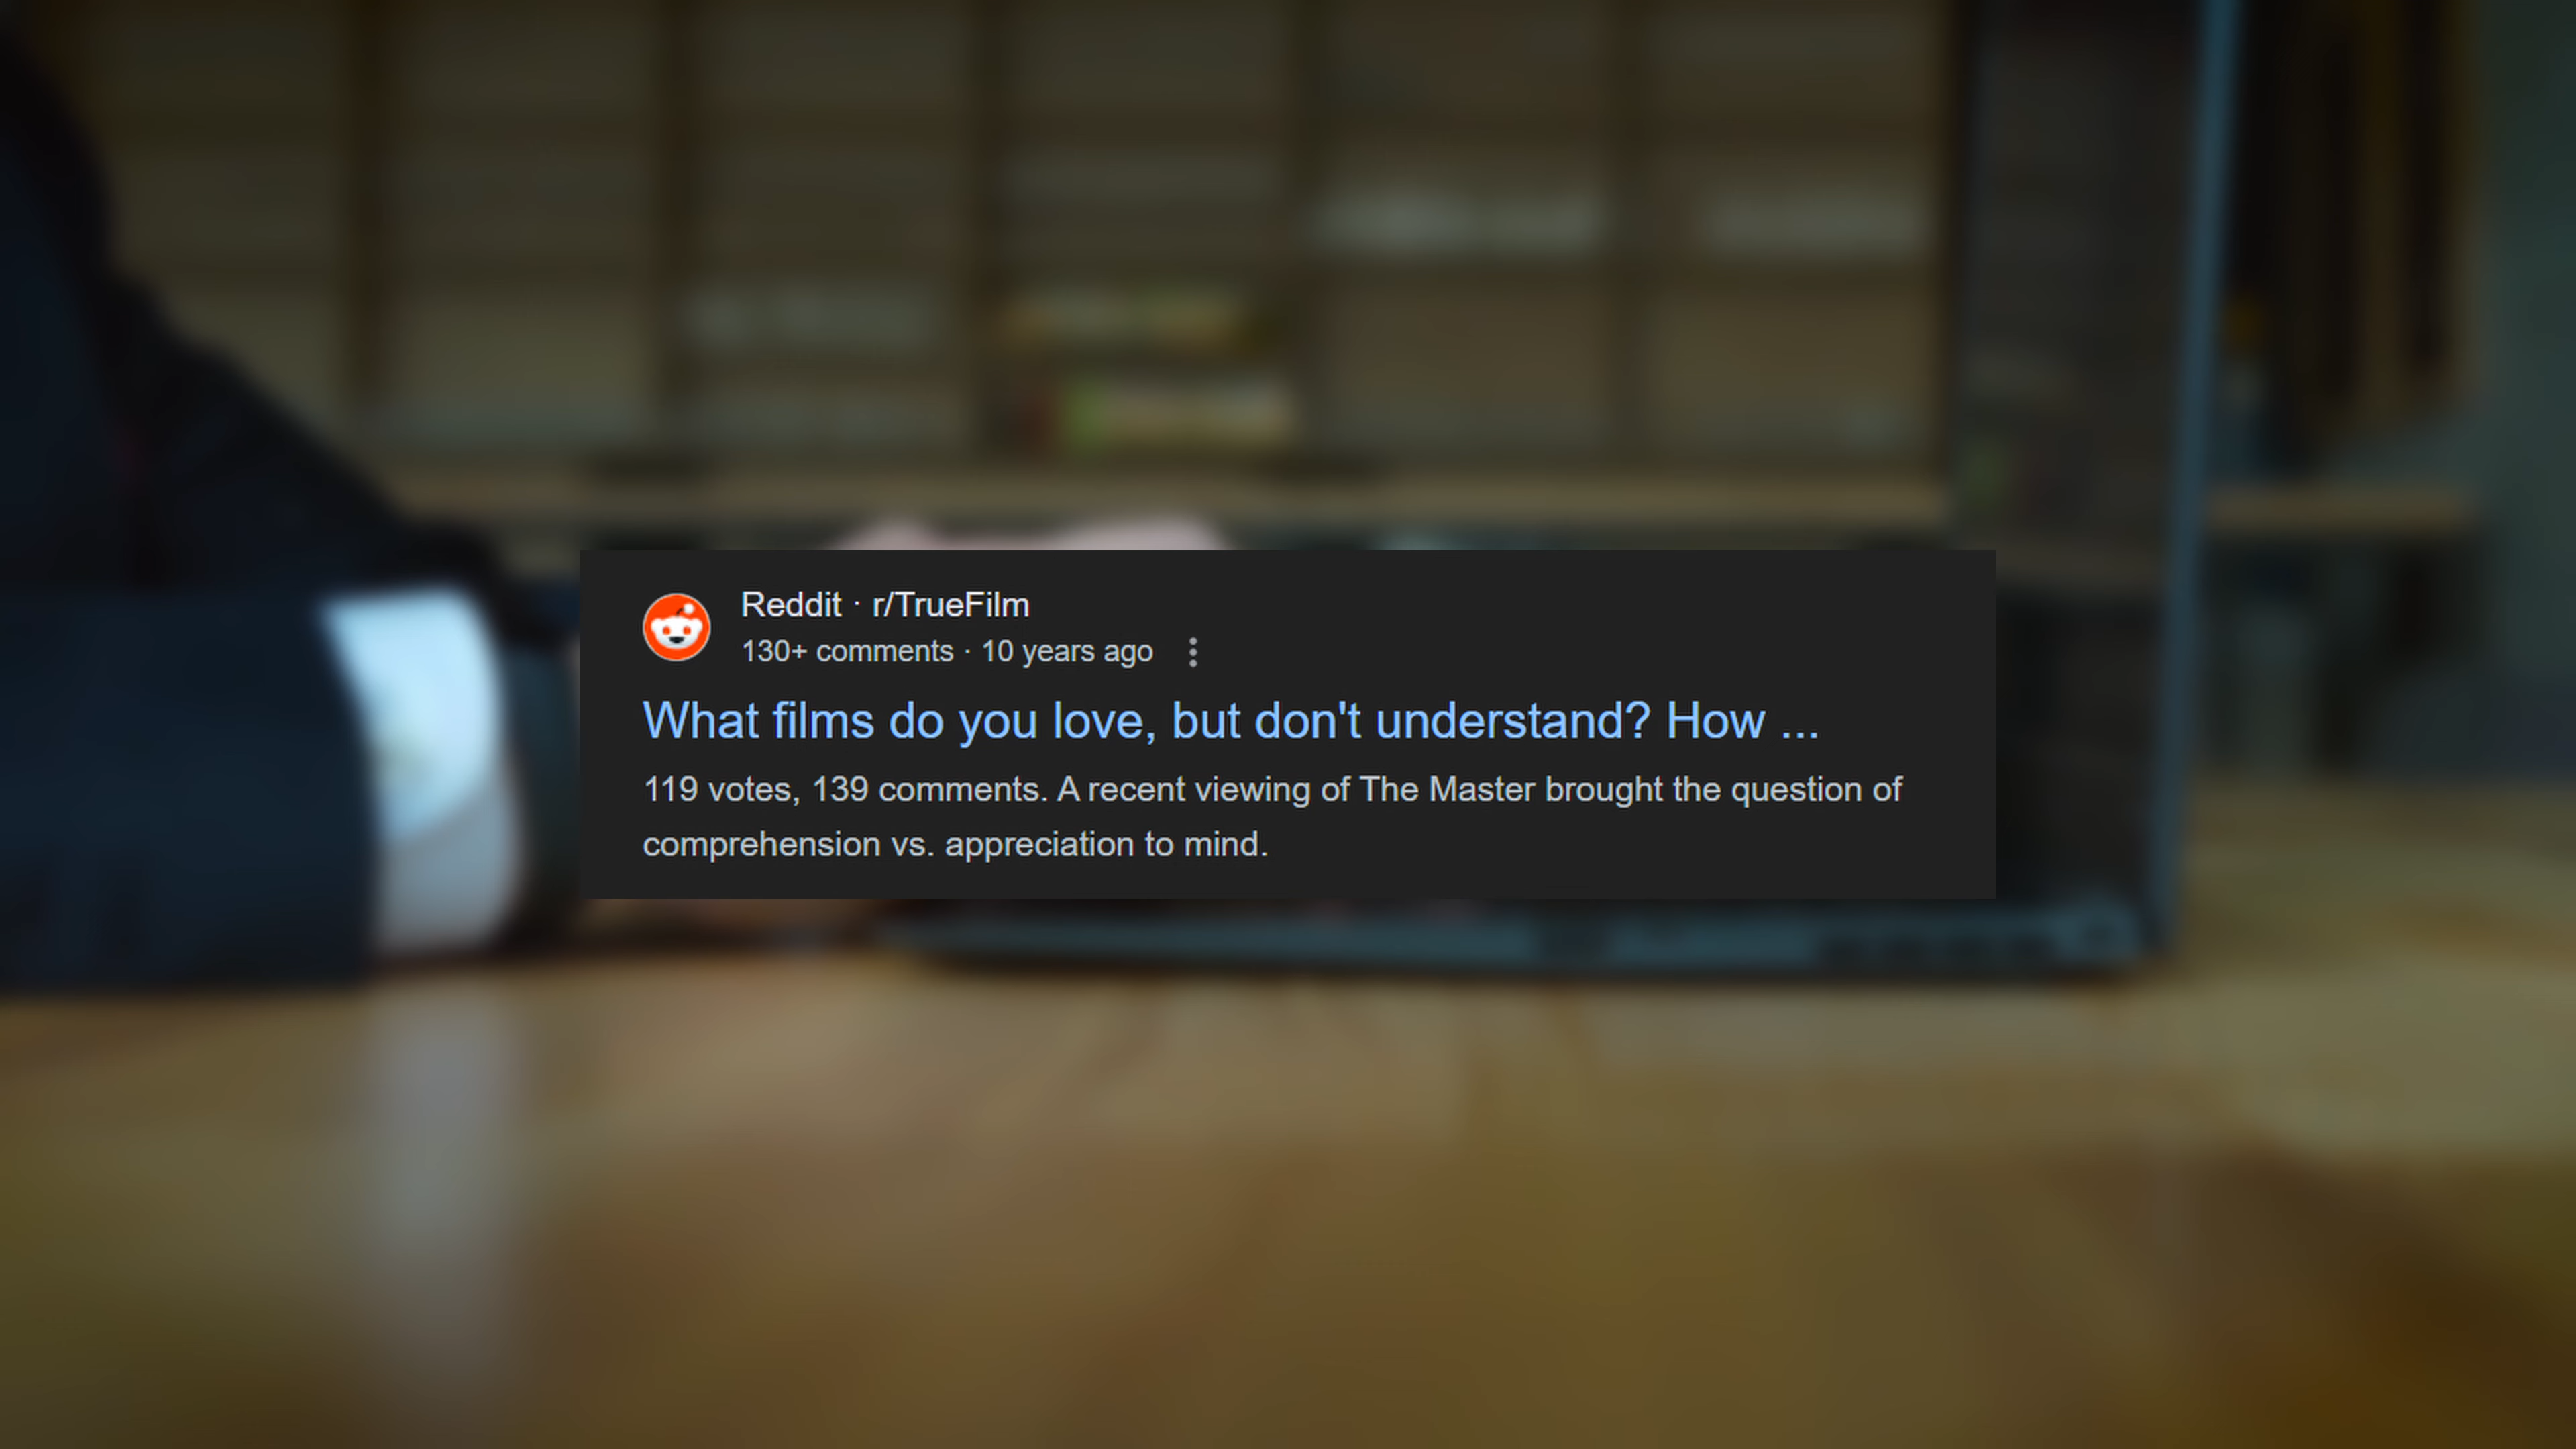 Reddit · r/TrueFilm
130+ comments · 10 years ago
What films do you love, but don't understand? How ...
119 votes, 139 comments. A recent viewing of The Master brought the question of
comprehension vs. appreciation to mind.